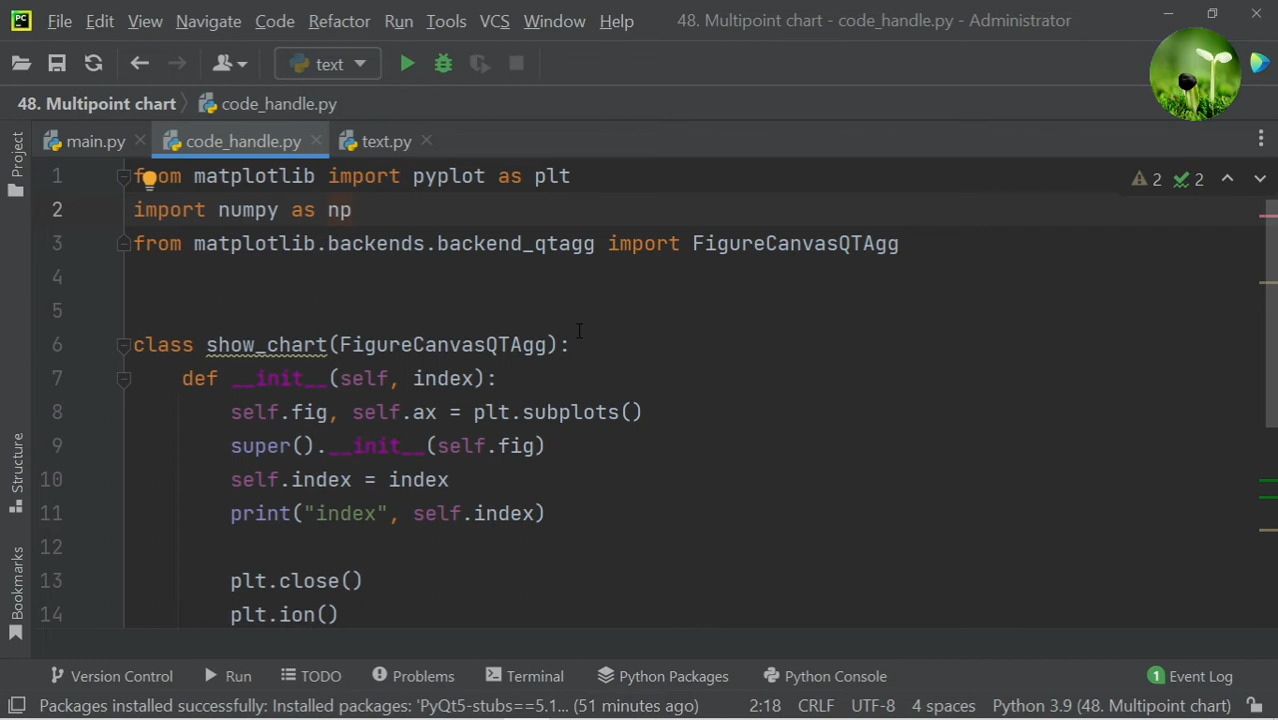 File Edit View Navigate Code Refactor Run Tools VCS Window Help 48. Multipoint chart - code_handle.py - Administrator
text
48. Multipoint chart code_handle.py
main.py code_handle.py text.py
Project
Structure
Bookmarks
2 2
1 from matplotlib import pyplot as plt
2 import numpy as np
3 from matplotlib.backends.backend_qtagg import FigureCanvasQTAgg
4
5
6 class show_chart(FigureCanvasQTAgg):
7 def __init__(self, index):
8 self.fig, self.ax = plt.subplots()
9 super().__init__(self.fig)
10 self.index = index
11 print("index", self.index)
12
13 plt.close()
14 plt.ion()
Version Control Run TODO Problems Terminal Python Packages Python Console 1 Event Log
Packages installed successfully: Installed packages: 'PyQt5-stubs==5.1... (51 minutes ago) 2:18 CRLF UTF-8 4 spaces Python 3.9 (48. Multipoint chart)